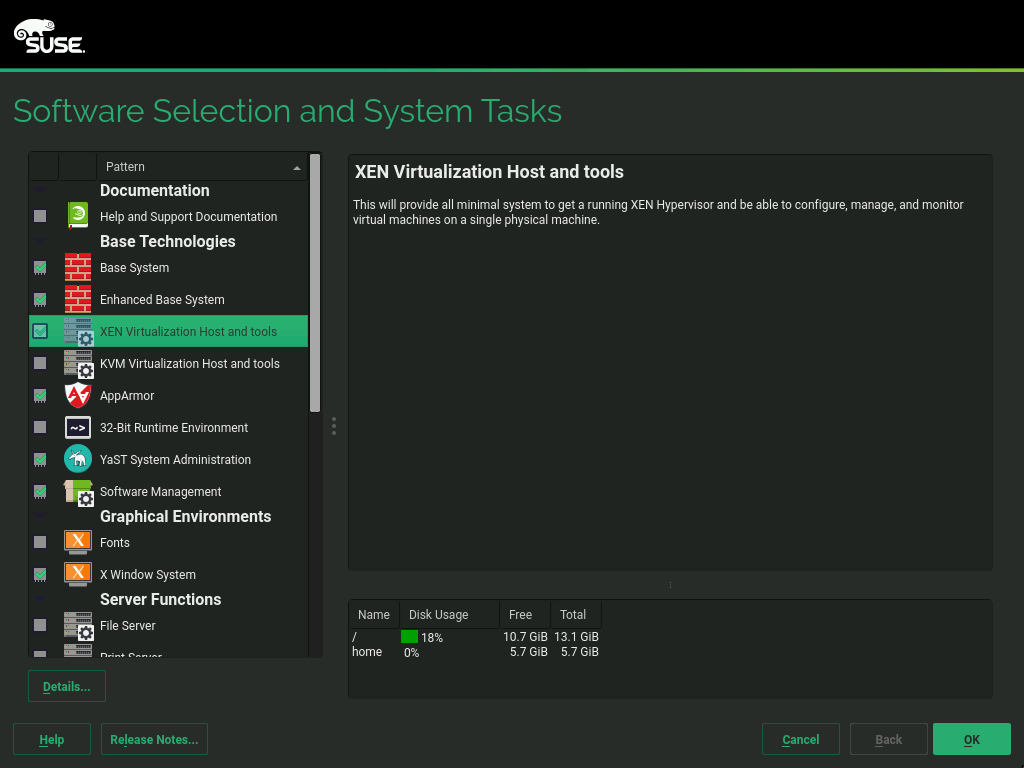 SUSE
Software Selection and System Tasks
Pattern
Documentation
Help and Support Documentation
Base Technologies
Base System
Enhanced Base System
XEN Virtualization Host and tools
KVM Virtualization Host and tools
AppArmor
~>
32-Bit Runtime Environment
YaST System Administration
Software Management
Graphical Environments
X
Fonts
X
X Window System
Server Functions
File Server
Print Server
XEN Virtualization Host and tools
This will provide all minimal system to get a running XEN Hypervisor and be able to configure, manage, and monitor
virtual machines on a single physical machine.
Name Disk Usage Free Total
/ 18% 10.7 GiB 13.1 GiB
home 0% 5.7 GiB 5.7 GiB
Details...
Help Release Notes... Cancel Back OK